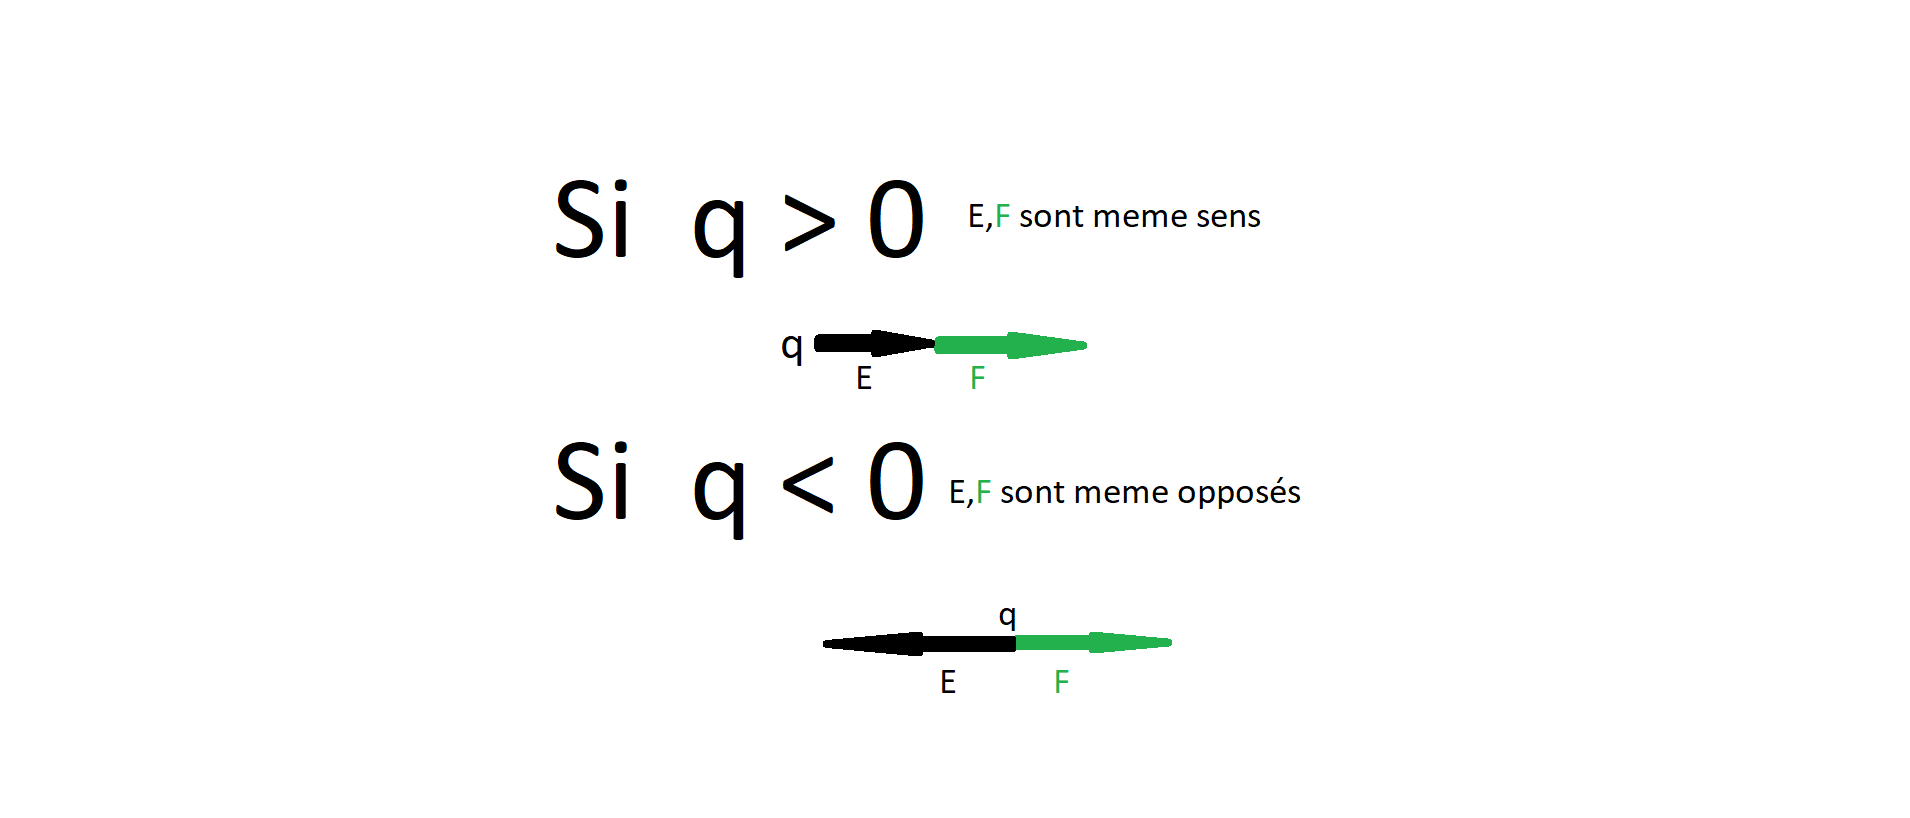 Si q > 0 E,F sont meme sens
q
E F
Si q < 0 E,F sont meme opposés
q
E F